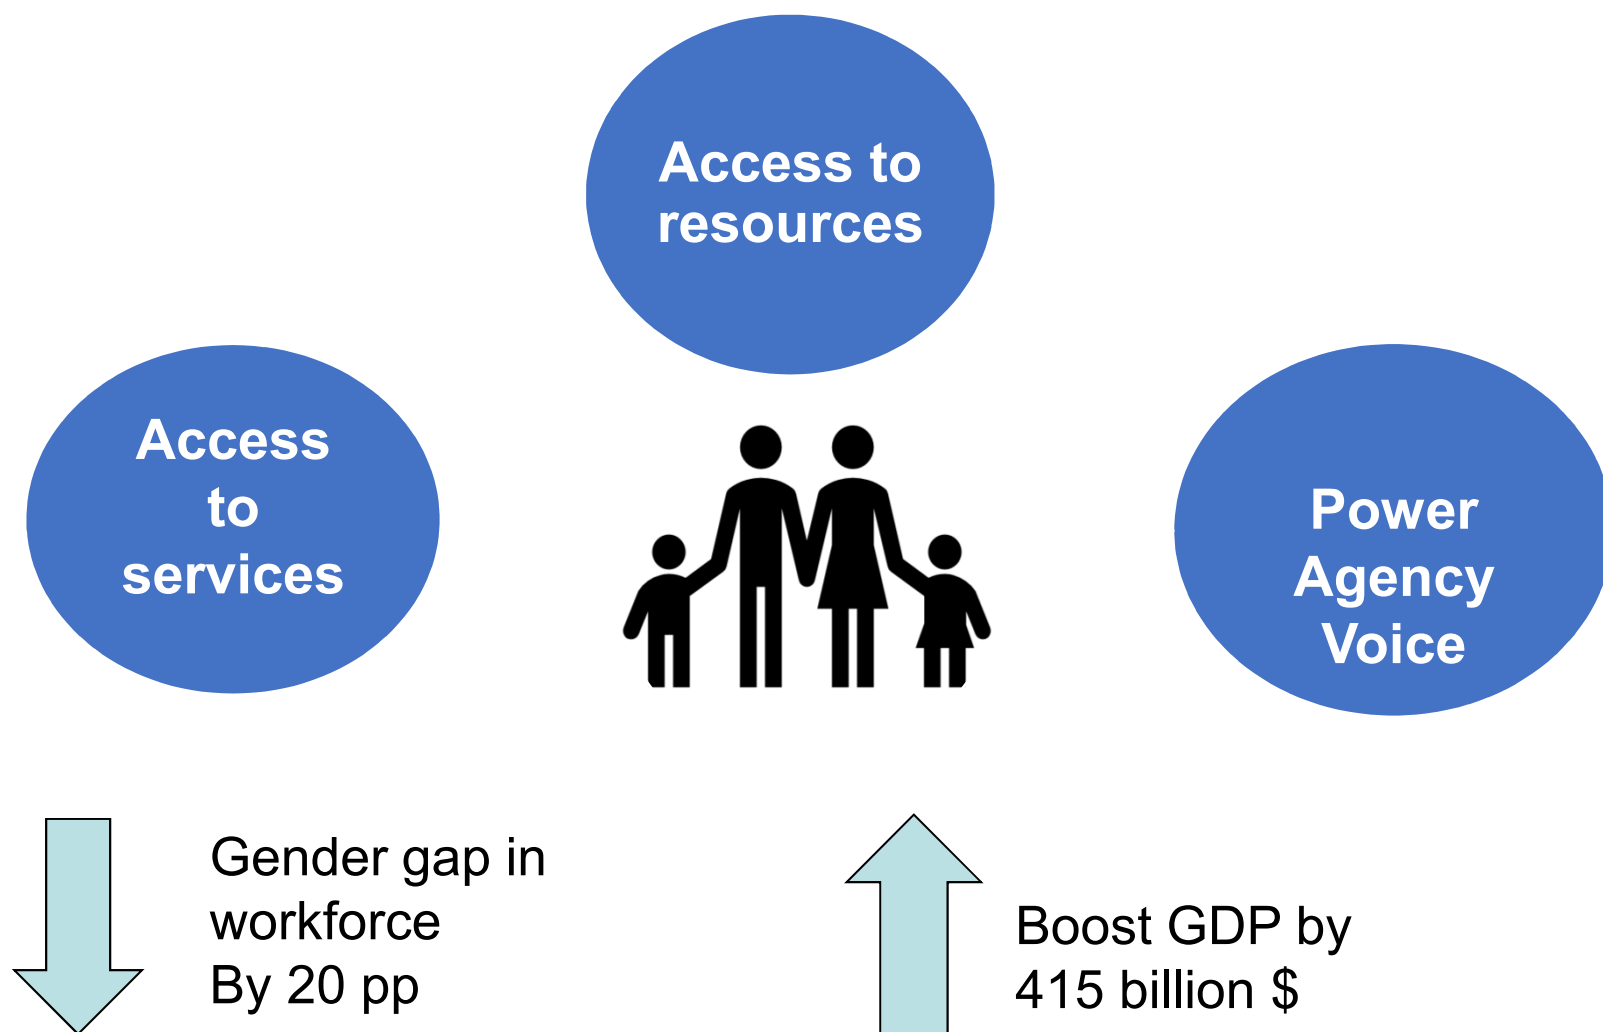 Access to
resources
Access
to
services
Power
Agency
Voice
Gender gap in
workforce
By 20 pp
Boost GDP by
415 billion $